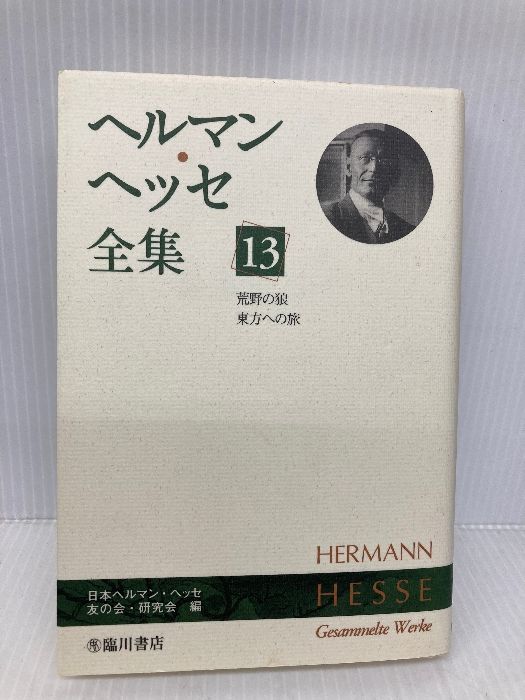 ヘルマン・
ヘッセ
全集 13
荒野の狼
東方への旅
HERMANN
HESSE
Gesammelte Werke
日本ヘルマン・ヘッセ
友の会・研究会 編
臨川書店